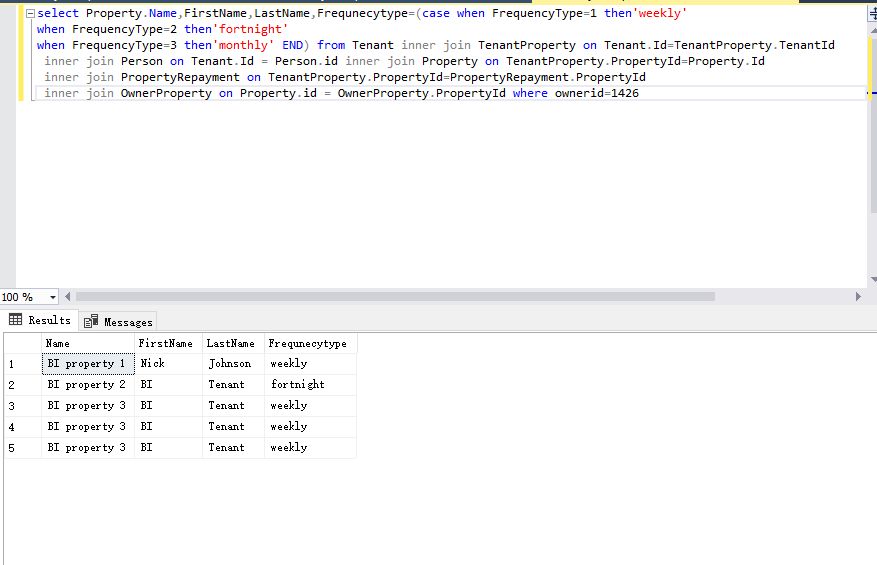 select Property.Name,FirstName,LastName,Frequnecytype=(case when FrequencyType=1 then'weekly'
when FrequencyType=2 then'fortnight'
when FrequencyType=3 then'monthly' END) from Tenant inner join TenantProperty on Tenant.Id=TenantProperty.TenantId
inner join Person on Tenant.Id = Person.id inner join Property on TenantProperty.PropertyId=Property.Id
inner join PropertyRepayment on TenantProperty.PropertyId=PropertyRepayment.PropertyId
inner join OwnerProperty on Property.id = OwnerProperty.PropertyId where ownerid=1426
100 %
Results Messages
Name FirstName LastName Frequnecytype
1 BI property 1 Nick Johnson weekly
2 BI property 2 BI Tenant fortnight
3 BI property 3 BI Tenant weekly
4 BI property 3 BI Tenant weekly
5 BI property 3 BI Tenant weekly